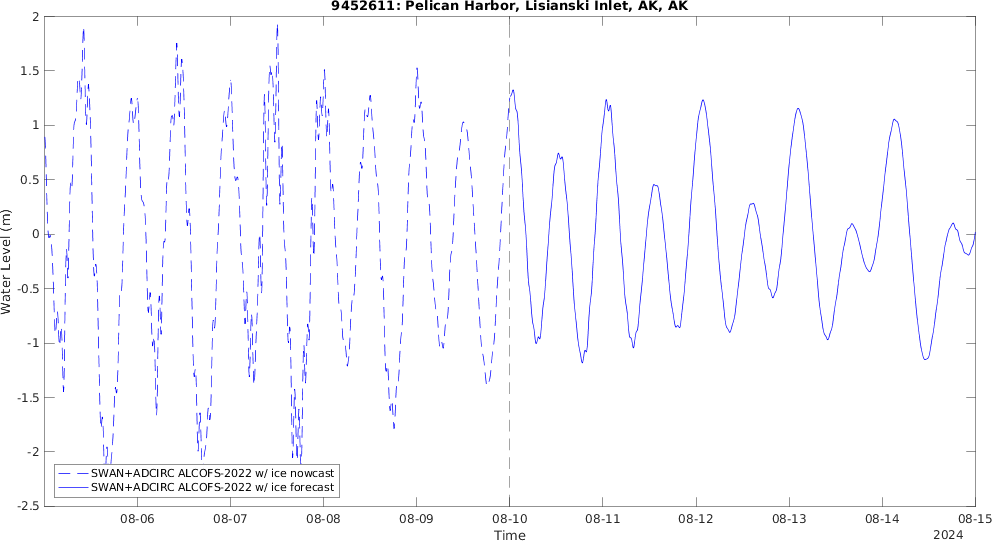 9452611: Pelican Harbor, Lisianski Inlet, AK, AK
2
1.5
1
0.5
0
-0.5
-1
-1.5
-2
-2.5
Water Level (m)
SWAN+ADCIRC ALCOFS-2022 w/ ice nowcast
SWAN+ADCIRC ALCOFS-2022 w/ ice forecast
08-06 08-07 08-08 08-09 08-10 08-11 08-12 08-13 08-14 08-15
Time
2024